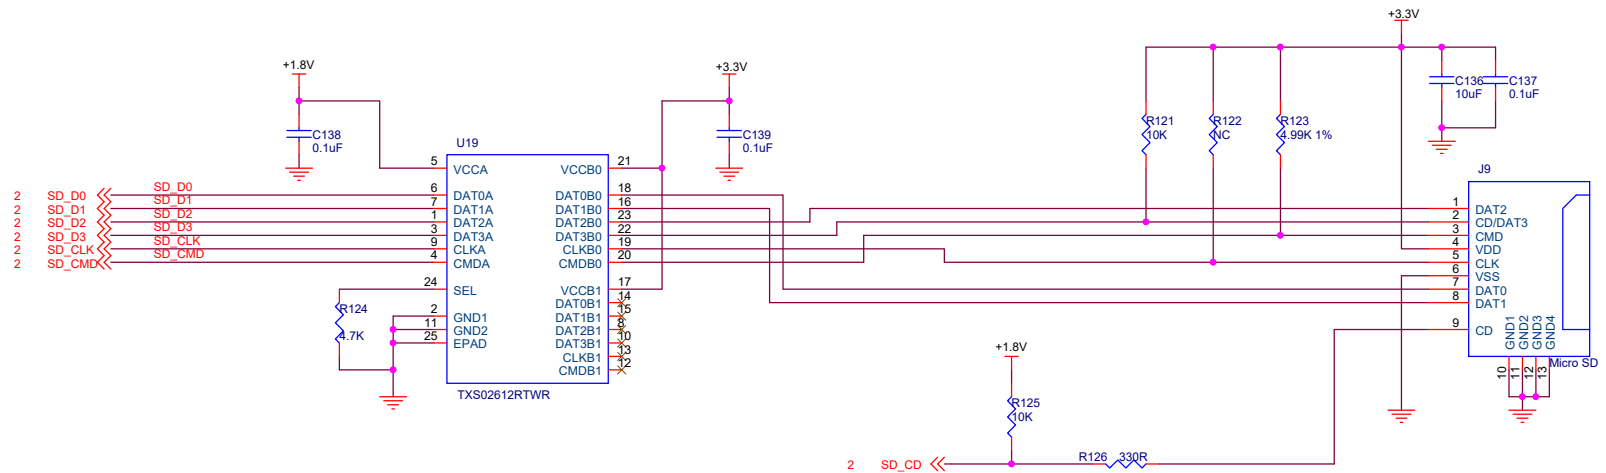 +3.3V
+1.8V
+3.3V
C136
10uF
C137
0.1uF
C138
0.1uF
C139
0.1uF
R121
10K
R122
NC
R123
4.99K 1%
U19
5 VCCA VCCB0 21
2 SD_D0 SD_D0 6 DAT0A DAT0B0 18
2 SD_D1 SD_D1 7 DAT1A DAT1B0 16
2 SD_D2 SD_D2 1 DAT2A DAT2B0 23
2 SD_D3 SD_D3 3 DAT3A DAT3B0 22
2 SD_CLK SD_CLK 9 CLKA CLKB0 19
2 SD_CMD SD_CMD 4 CMDA CMDB0 20
24 SEL VCCB1 17
DAT0B1 14
2 GND1 DAT1B1 15
11 GND2 DAT2B1 8
25 EPAD DAT3B1 10
CLKB1 13
CMDB1 12
TXS02612RTWR
R124
4.7K
J9
1 DAT2
2 CD/DAT3
3 CMD
4 VDD
5 CLK
6 VSS
7 DAT0
8 DAT1
9 CD
GND1
GND2
GND3
GND4
10
11
12
13
Micro SD
+1.8V
R125
10K
2 SD_CD
R126 330R